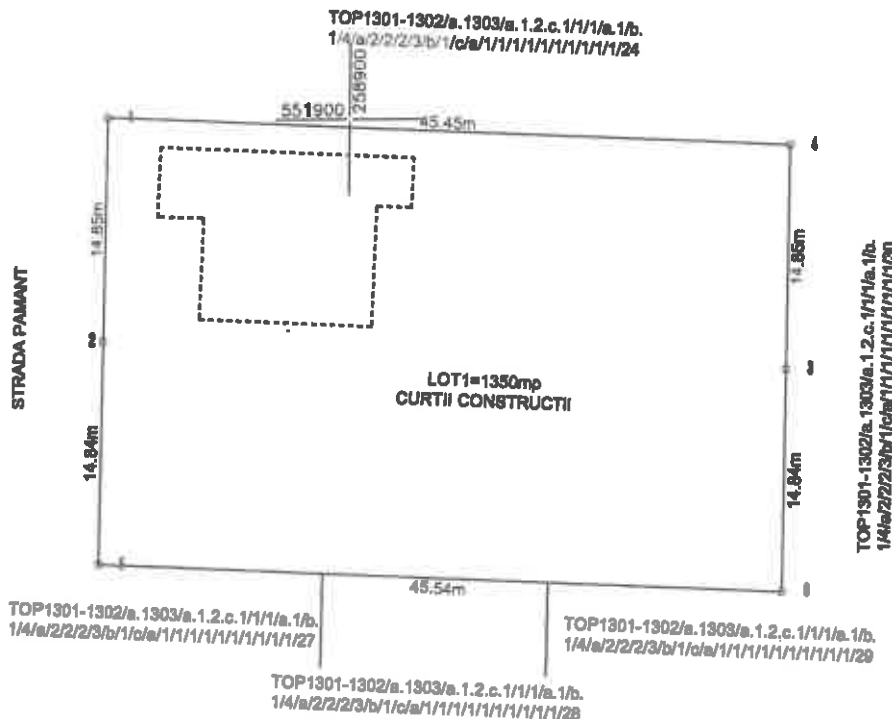 TOP1301-1302/a.1303/a.1.2.c.1/1/1/a.1/b.
1/4/a/2/2/2/3/b/1/c/a/1/1/1/1/1/1/1/1/1/1/24
551900
258900
1
45.45m
4
14.85m
14.85m
STRADA PAMANT
2
3
LOT1=1350mp
CURTII CONSTRUCTII
14.84m
14.84m
45.54m
TOP1301-1302/a.1303/a.1.2.c.1/1/1/a.1/b.
TOP1301-1302/a.1303/a.1.2.c.1/1/1/a.1/b.
1/4/a/2/2/2/3/b/1/c/a/1/1/1/1/1/1/1/1/1/1/27
TOP1301-1302/a.1303/a.1.2.c.1/1/1/a.1/b.
1/4/a/2/2/2/3/b/1/c/a/1/1/1/1/1/1/1/1/1/1/29
TOP1301-1302/a.1303/a.1.2.c.1/1/1/a.1/b.
1/4/a/2/2/2/3/b/1/c/a/1/1/1/1/1/1/1/1/1/1/28